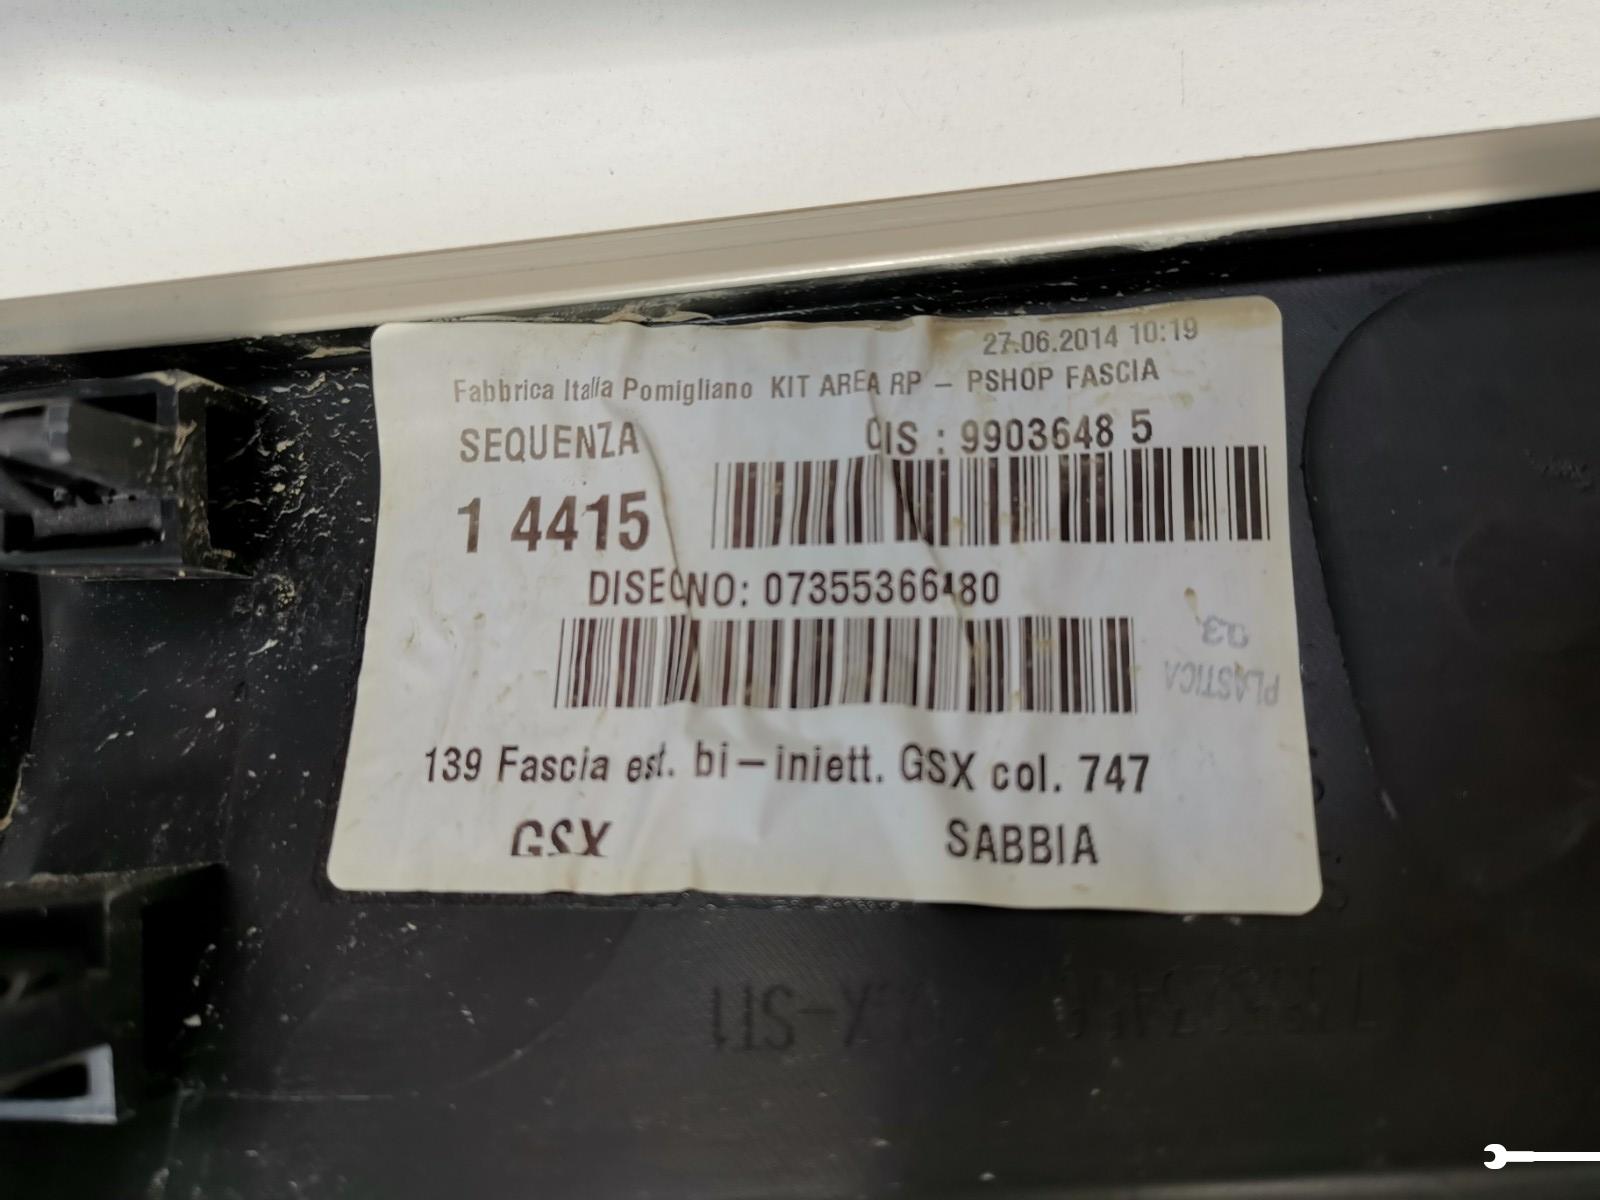 27.06.2014 10:19
Fabbrica Italia Pomigliano KIT AREA RP – PSHOP FASCIA
SEQUENZA
CIS : 9903648 5
1 4415
DISEGNO: 07355366480
PLASTICA
139 Fascia est. bi–iniett. GSX col. 747
GSX
SABBIA